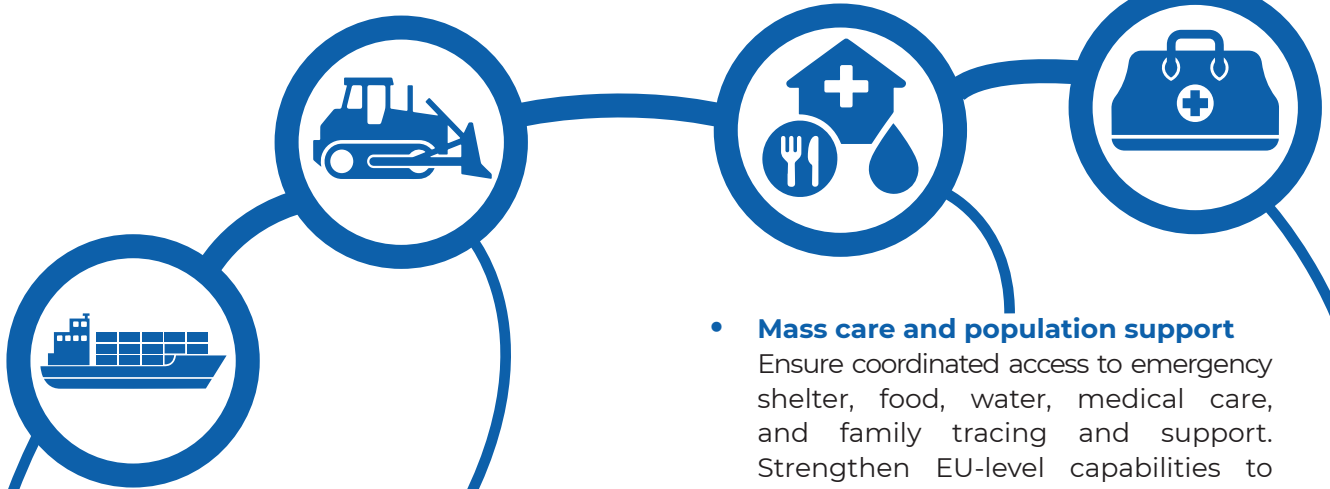 • Mass care and population support
Ensure coordinated access to emergency
shelter, food, water, medical care,
and family tracing and support.
Strengthen EU-level capabilities to